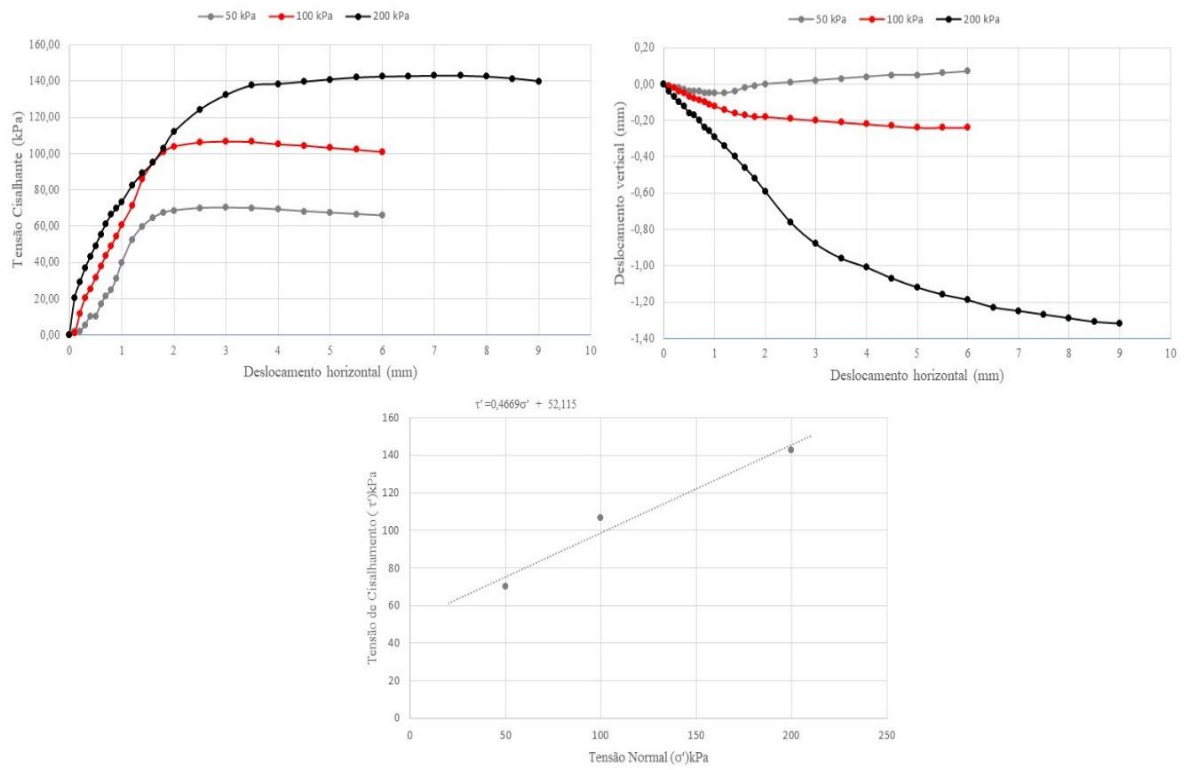 50 kPa 100 kPa 200 kPa
160,00
140,00
120,00
100,00
80,00
60,00
40,00
20,00
0,00
0 1 2 3 4 5 6 7 8 9 10
Tensão Cisalhante (kPa)
Deslocamento horizontal (mm)
50 kPa 100 kPa 200 kPa
0,20
0,00
-0,20
-0,40
-0,60
-0,80
-1,00
-1,20
-1,40
0 1 2 3 4 5 6 7 8 9 10
Deslocamento vertical (mm)
Deslocamento horizontal (mm)
τ' =0,4669σ' + 52,115
160
140
120
100
80
60
40
20
0
0 50 100 150 200 250
Tensão de Cisalhamento ( τ')kPa
Tensão Normal (σ')kPa